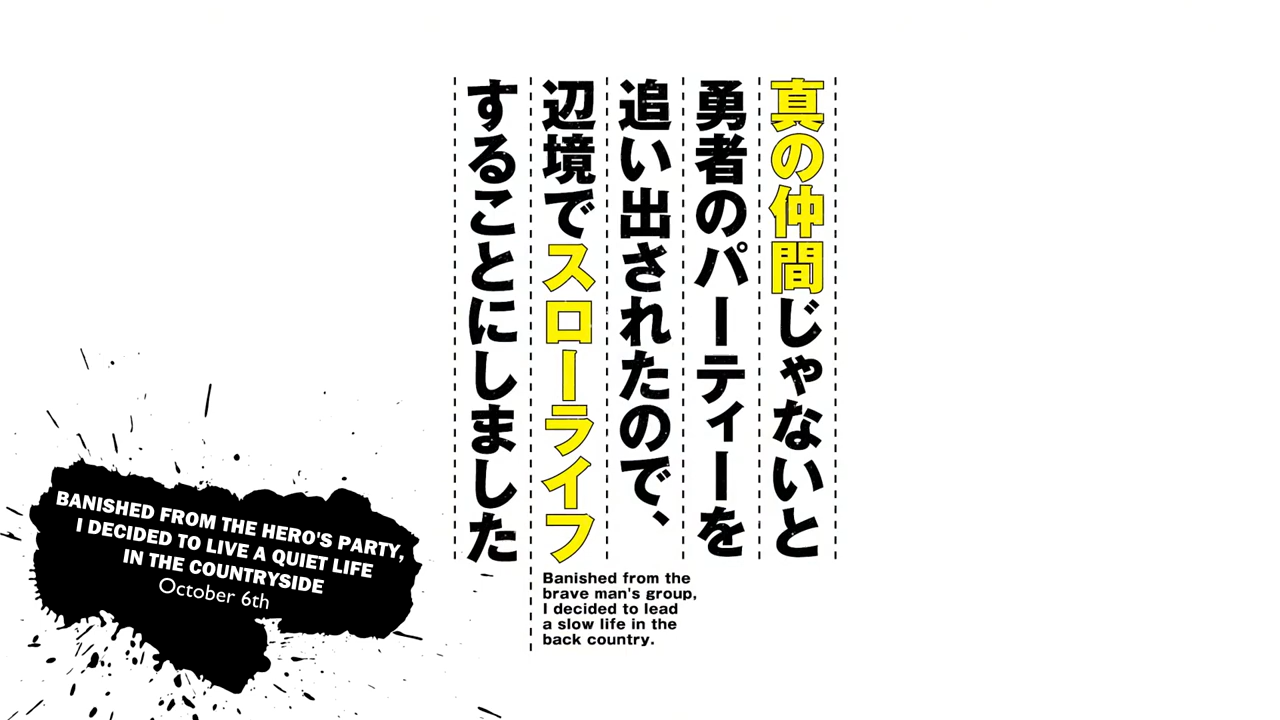 真の仲間じゃないと
勇者のパーティーを
追い出されたので、
辺境でスローライフ
することにしました
Banished from the
brave man's group,
I decided to lead
a slow life in the
back country.
BANISHED FROM THE HERO'S PARTY,
I DECIDED TO LIVE A QUIET LIFE
IN THE COUNTRYSIDE
October 6th